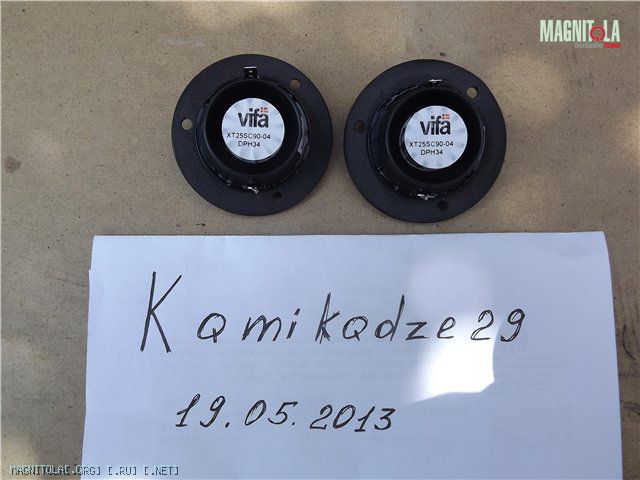 MAGNITOLA
vifa
XT25SC90-04
DPH34
vifa
XT25SC90-04
DPH34
Kamikadze29
19.05.2013
MAGNITOLA[.ORG] [.RU] [.NET]